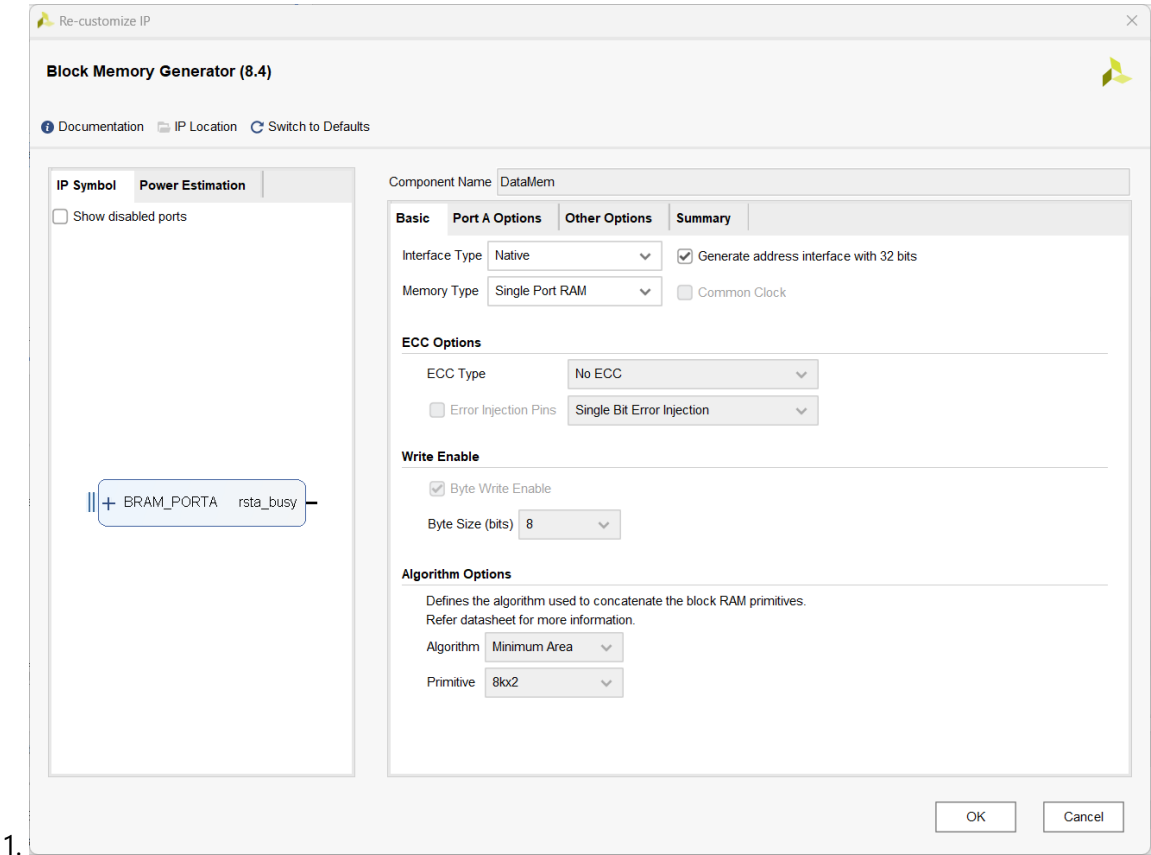 Re-customize IP
Block Memory Generator (8.4)
Documentation IP Location Switch to Defaults
IP Symbol Power Estimation
Show disabled ports
BRAM_PORTA rsta_busy
Component Name DataMem
Basic Port A Options Other Options Summary
Interface Type Native Generate address interface with 32 bits
Memory Type Single Port RAM Common Clock
ECC Options
ECC Type No ECC
Error Injection Pins Single Bit Error Injection
Write Enable
Byte Write Enable
Byte Size (bits) 8
Algorithm Options
Defines the algorithm used to concatenate the block RAM primitives.
Refer datasheet for more information.
Algorithm Minimum Area
Primitive 8kx2
OK Cancel
1.